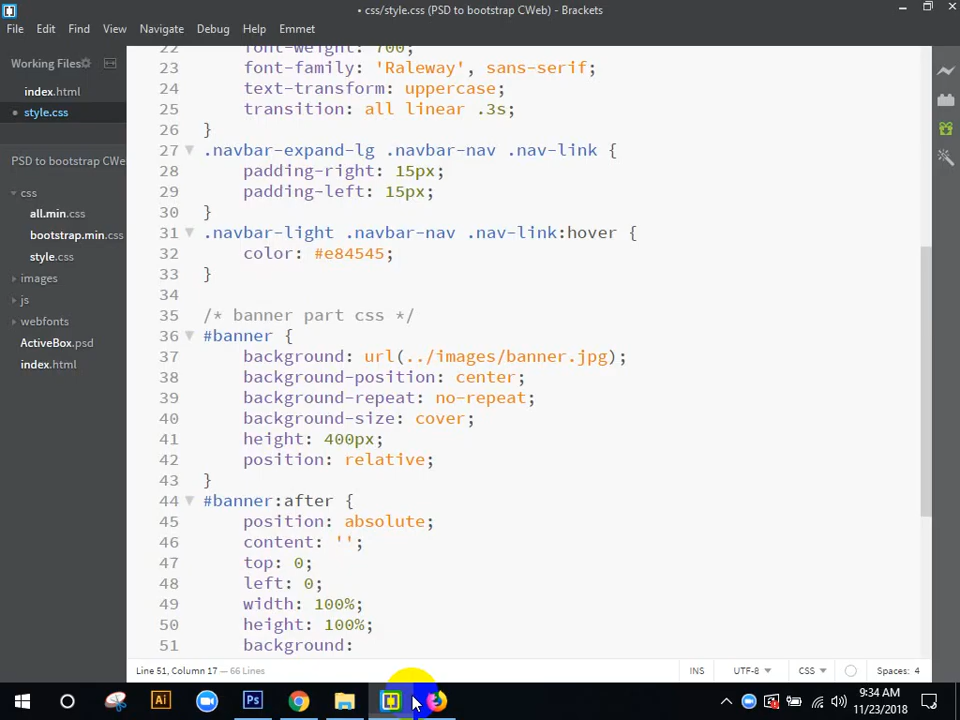 • css/style.css (PSD to bootstrap CWeb) - Brackets
File Edit Find View Navigate Debug Help Emmet
Working Files
index.html
• style.css
PSD to bootstrap CWe
css
all.min.css
bootstrap.min.css
style.css
images
js
webfonts
ActiveBox.psd
index.html
22 font-weight: 700;
23 font-family: 'Raleway', sans-serif;
24 text-transform: uppercase;
25 transition: all linear .3s;
26 }
27 .navbar-expand-lg .navbar-nav .nav-link {
28 padding-right: 15px;
29 padding-left: 15px;
30 }
31 .navbar-light .navbar-nav .nav-link:hover {
32 color: #e84545;
33 }
34
35 /* banner part css */
36 #banner {
37 background: url(../images/banner.jpg);
38 background-position: center;
39 background-repeat: no-repeat;
40 background-size: cover;
41 height: 400px;
42 position: relative;
43 }
44 #banner:after {
45 position: absolute;
46 content: '';
47 top: 0;
48 left: 0;
49 width: 100%;
50 height: 100%;
51 background:
Line 51, Column 17 — 66 Lines
INS UTF-8 CSS Spaces: 4
Ai Ps
9:34 AM
11/23/2018